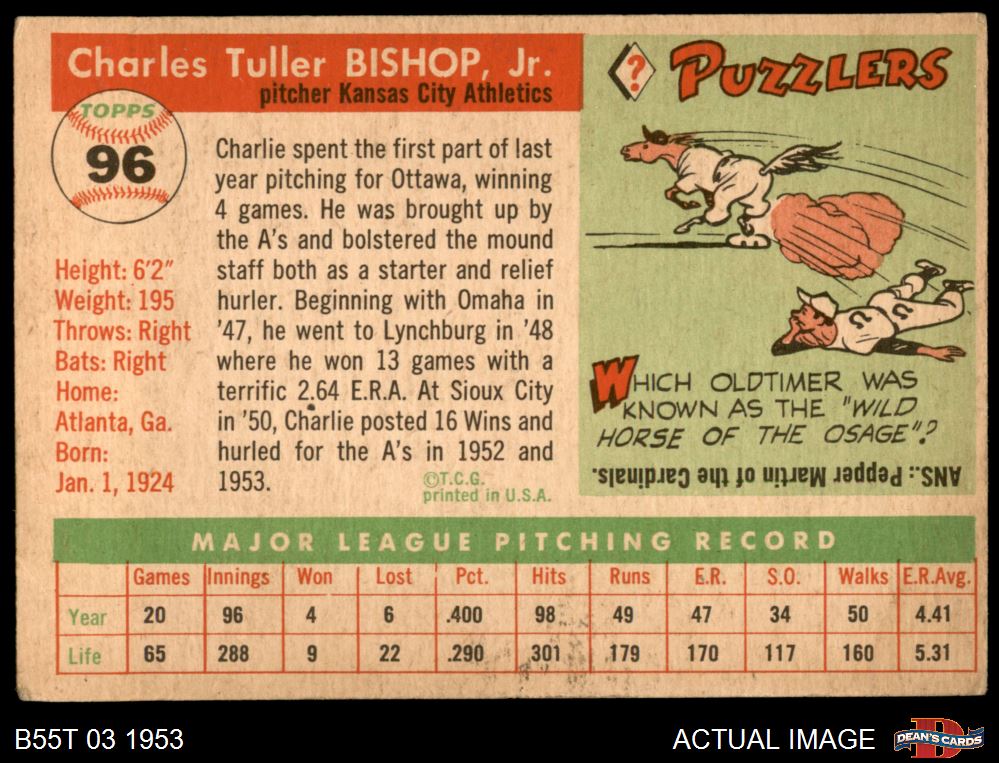 Charles Tuller BISHOP, Jr.
pitcher Kansas City Athletics
TOPPS
96
Height: 6'2"
Weight: 195
Throws: Right
Bats: Right
Home:
Atlanta, Ga.
Born:
Jan. 1, 1924
Charlie spent the first part of last
year pitching for Ottawa, winning
4 games. He was brought up by
the A's and bolstered the mound
staff both as a starter and relief
hurler. Beginning with Omaha in
'47, he went to Lynchburg in '48
where he won 13 games with a
terrific 2.64 E.R.A. At Sioux City
in '50, Charlie posted 16 Wins and
hurled for the A's in 1952 and
1953.
©T.C.G.
printed in U.S.A.
?
PUZZLERS
WHICH OLDTIMER WAS
KNOWN AS THE "WILD
HORSE OF THE OSAGE"?
ANS.: Pepper Martin of the Cardinals.
MAJOR LEAGUE PITCHING RECORD
Games Innings Won Lost Pct. Hits Runs E.R. S.O. Walks E.R.Avg.
Year 20 96 4 6 .400 98 49 47 34 50 4.41
Life 65 288 9 22 .290 301 179 170 117 160 5.31
B55T 03 1953
ACTUAL IMAGE
DEAN'S CARDS